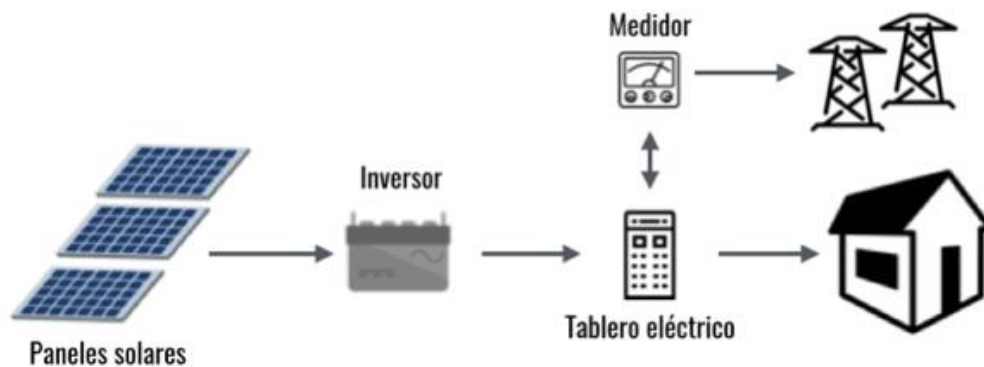 Medidor
Inversor
Tablero eléctrico
Paneles solares